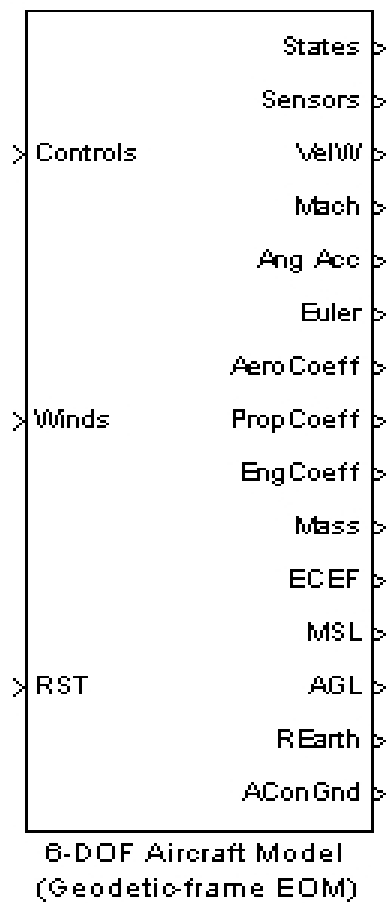 States
Sensors
Controls
VelW
Mach
Ang Acc
Euler
AeroCoeff
Winds
PropCoeff
EngCoeff
Mass
ECEF
MSL
RST
AGL
REarth
AConGnd
6-DOF Aircraft Model
(Geodetic-frame EOM)